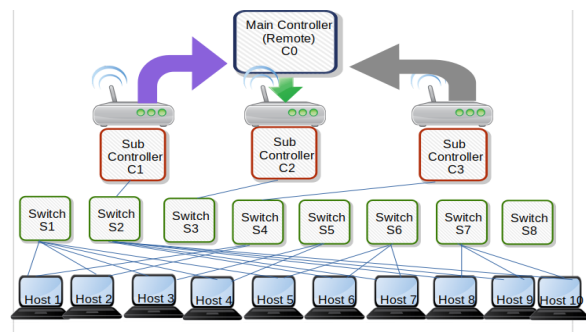 Main Controller
(Remote)
C0
Sub
Controller
C1
Sub
Controller
C2
Sub
Controller
C3
Switch
S1
Switch
S2
Switch
S3
Switch
S4
Switch
S5
Switch
S6
Switch
S7
Switch
S8
Host 1
Host 2
Host 3
Host 4
Host 5
Host 6
Host 7
Host 8
Host 9
Host 10